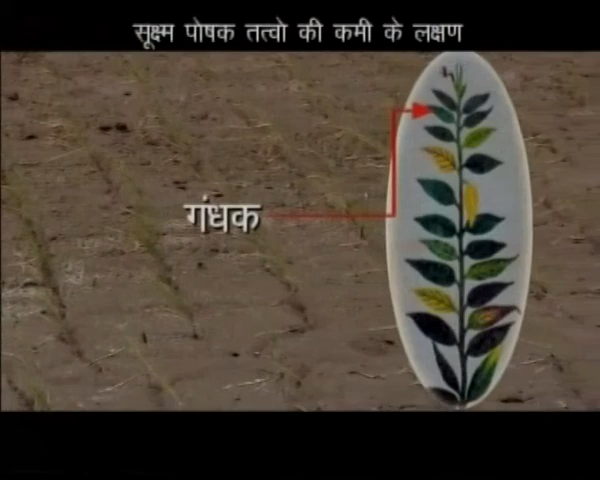 सूक्ष्म पोषक तत्वो की कमी के लक्षण
गंधक